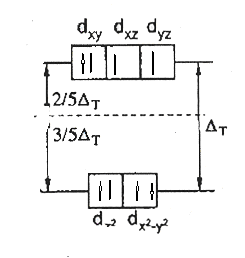 dxy dxz dyz
2/5ΔT
3/5ΔT
ΔT
dz² dx²-y²